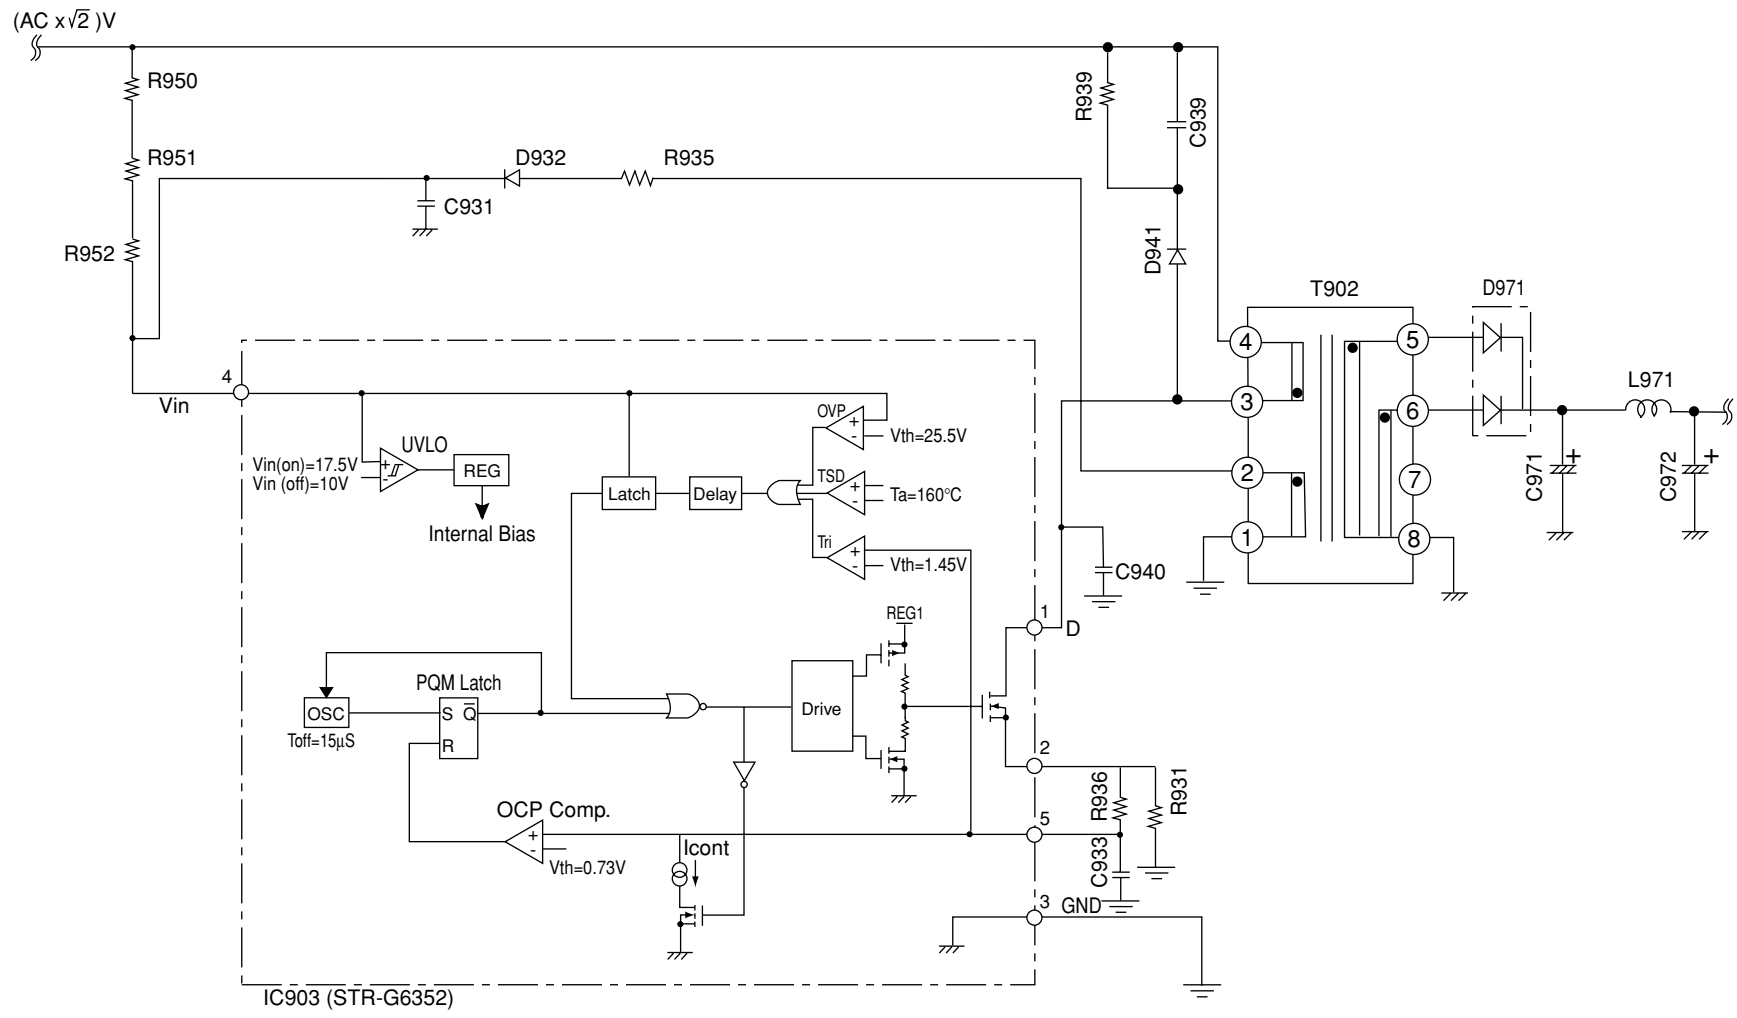 (AC x√2 )V
R950
R939
C939
R951
D932
R935
C931
R952
D941
T902
D971
4
5
3
6
L971
2
7
C971
+
C972
+
1
8
4
Vin
OVP
+
-
Vth=25.5V
UVLO
Vin(on)=17.5V
Vin (off)=10V
+
-
REG
Internal Bias
Latch
Delay
TSD
+
-
Ta=160°C
Tri
+
-
Vth=1.45V
C940
REG1
1
D
PQM Latch
OSC
S
Q̅
R
Toff=15µS
Drive
2
R936
R931
OCP Comp.
+
-
Vth=0.73V
Icont
5
C933
3
GND
IC903 (STR-G6352)